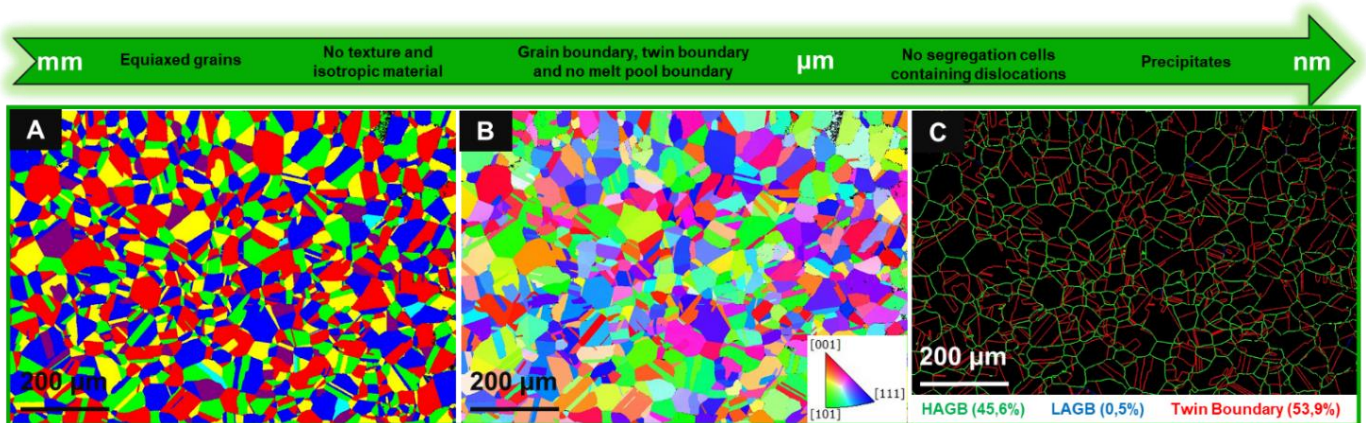 mm
Equiaxed grains
No texture and
isotropic material
Grain boundary, twin boundary
and no melt pool boundary
µm
No segregation cells
containing dislocations
Precipitates
nm
A
B
C
200 µm
200 µm
[001]
[111]
[101]
200 µm
HAGB (45,6%) LAGB (0,5%) Twin Boundary (53,9%)